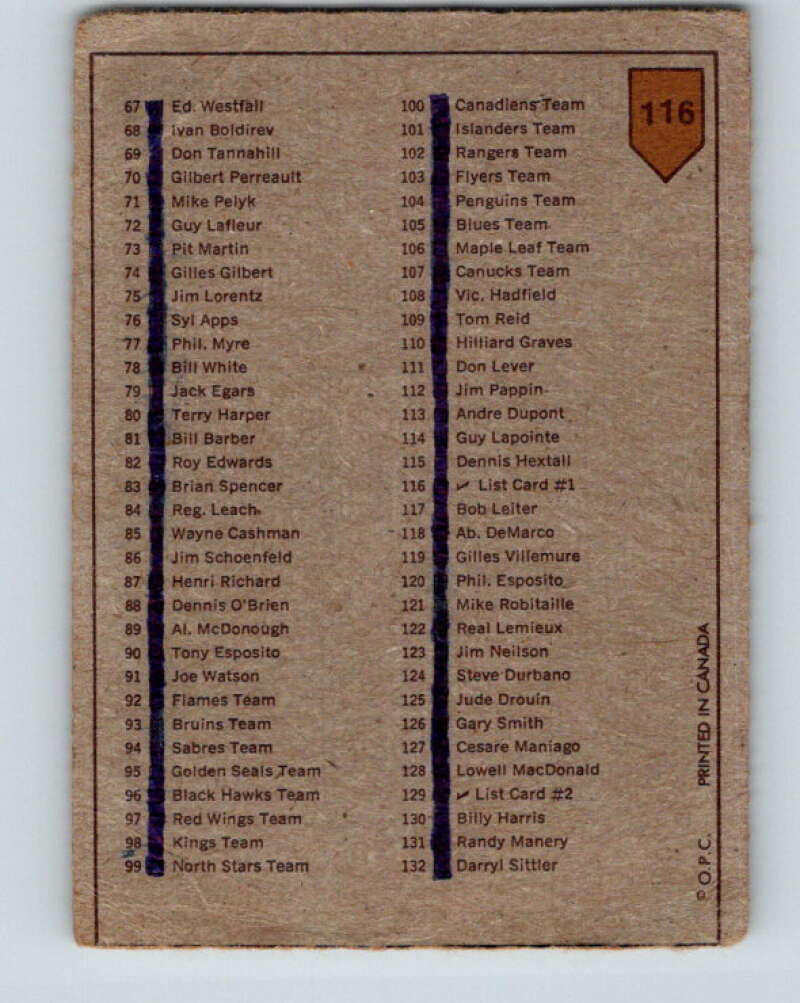 116
67 Ed. Westfall
68 Ivan Boldirev
69 Don Tannahill
70 Gilbert Perreault
71 Mike Pelyk
72 Guy Lafleur
73 Pit Martin
74 Gilles Gilbert
75 Jim Lorentz
76 Syl Apps
77 Phil. Myre
78 Bill White
79 Jack Egars
80 Terry Harper
81 Bill Barber
82 Roy Edwards
83 Brian Spencer
84 Reg. Leach
85 Wayne Cashman
86 Jim Schoenfeld
87 Henri Richard
88 Dennis O'Brien
89 Al. McDonough
90 Tony Esposito
91 Joe Watson
92 Flames Team
93 Bruins Team
94 Sabres Team
95 Golden Seals Team
96 Black Hawks Team
97 Red Wings Team
98 Kings Team
99 North Stars Team
100 Canadiens Team
101 Islanders Team
102 Rangers Team
103 Flyers Team
104 Penguins Team
105 Blues Team
106 Maple Leaf Team
107 Canucks Team
108 Vic. Hadfield
109 Tom Reid
110 Hilliard Graves
111 Don Lever
112 Jim Pappin
113 Andre Dupont
114 Guy Lapointe
115 Dennis Hextall
116 ✓ List Card #1
117 Bob Leiter
118 Ab. DeMarco
119 Gilles Villemure
120 Phil. Esposito
121 Mike Robitaille
122 Real Lemieux
123 Jim Neilson
124 Steve Durbano
125 Jude Drouin
126 Gary Smith
127 Cesare Maniago
128 Lowell MacDonald
129 ✓ List Card #2
130 Billy Harris
131 Randy Manery
132 Darryl Sittler
© O.P.C. PRINTED IN CANADA